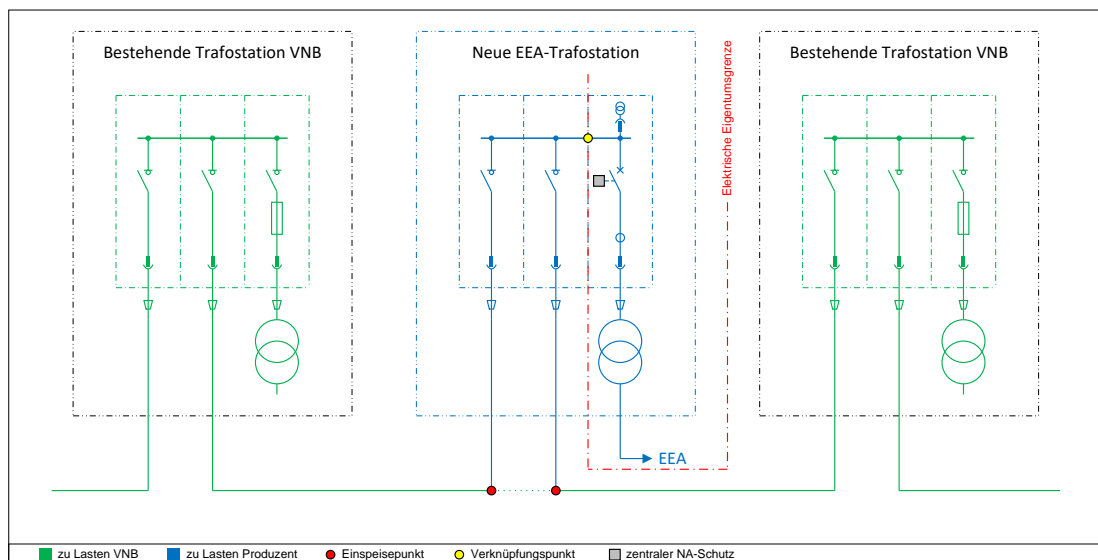 Bestehende Trafostation VNB
Neue EEA-Trafostation
Bestehende Trafostation VNB
Elektrische Eigentumsgrenze
EEA
zu Lasten VNB
zu Lasten Produzent
Einspeisepunkt
Verknüpfungspunkt
zentraler NA-Schutz